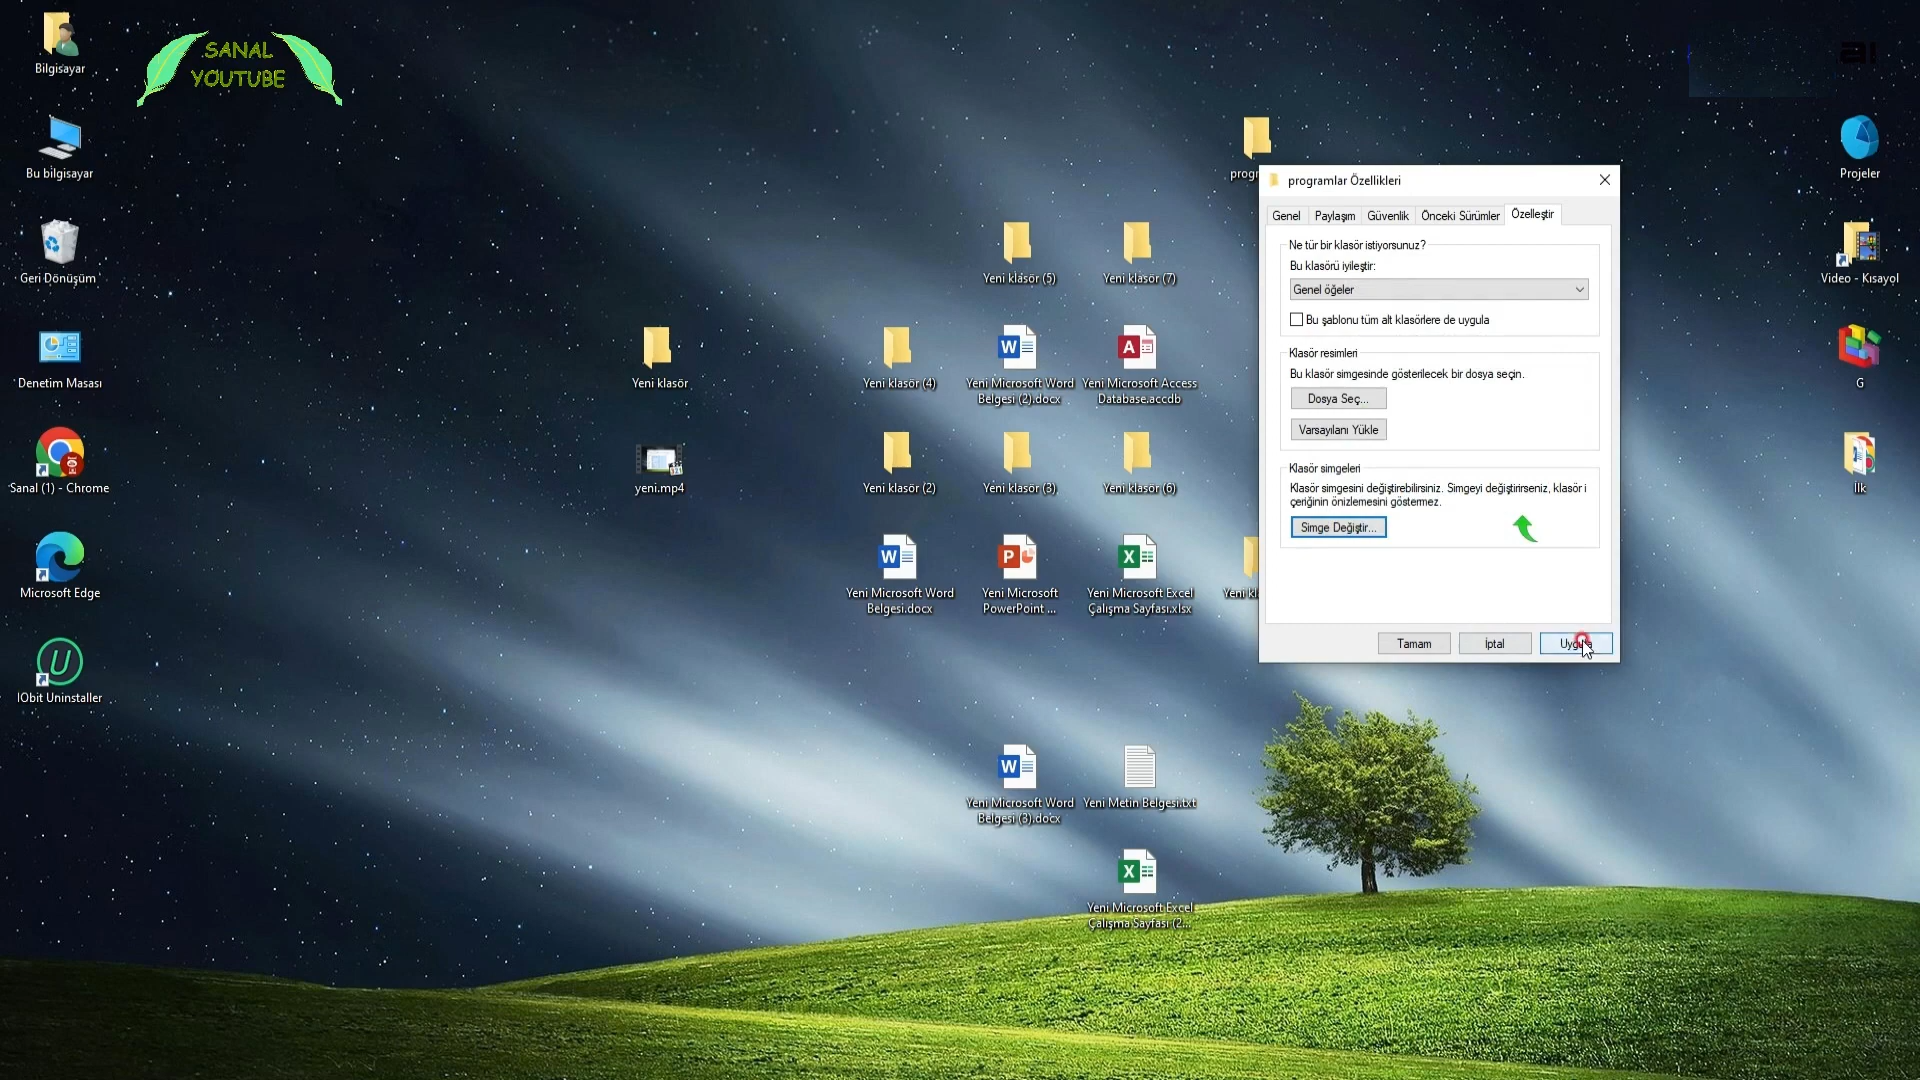 SANAL
YOUTUBE
Bilgisayar
Bu bilgisayar
Geri Dönüşüm
Denetim Masası
Sanal (1) - Chrome
Microsoft Edge
IObit Uninstaller
Yeni klasör
yeni.mp4
Yeni klasör (5)
Yeni klasör (7)
Yeni klasör (4)
Yeni Microsoft Word
Belgesi (2).docx
Yeni Microsoft Access
Database.accdb
Yeni klasör (2)
Yeni klasör (3)
Yeni klasör (6)
Yeni Microsoft Word
Belgesi.docx
Yeni Microsoft
PowerPoint ...
Yeni Microsoft Excel
Çalışma Sayfası.xlsx
Yeni Microsoft Word
Belgesi (3).docx
Yeni Metin Belgesi.txt
Yeni Microsoft Excel
Çalışma Sayfası (2...
programlar Özellikleri
Genel
Paylaşım
Güvenlik
Önceki Sürümler
Özelleştir
Ne tür bir klasör istiyorsunuz?
Bu klasörü iyileştir:
Genel öğeler
Bu şablonu tüm alt klasörlere de uygula
Klasör resimleri
Bu klasör simgesinde gösterilecek bir dosya seçin.
Dosya Seç...
Varsayılanı Yükle
Klasör simgeleri
Klasör simgesini değiştirebilirsiniz. Simgeyi değiştirirseniz, klasör i
çeriğinin önizlemesini göstermez.
Simge Değiştir...
Tamam
İptal
Projeler
Video - Kısayol
G
İlk